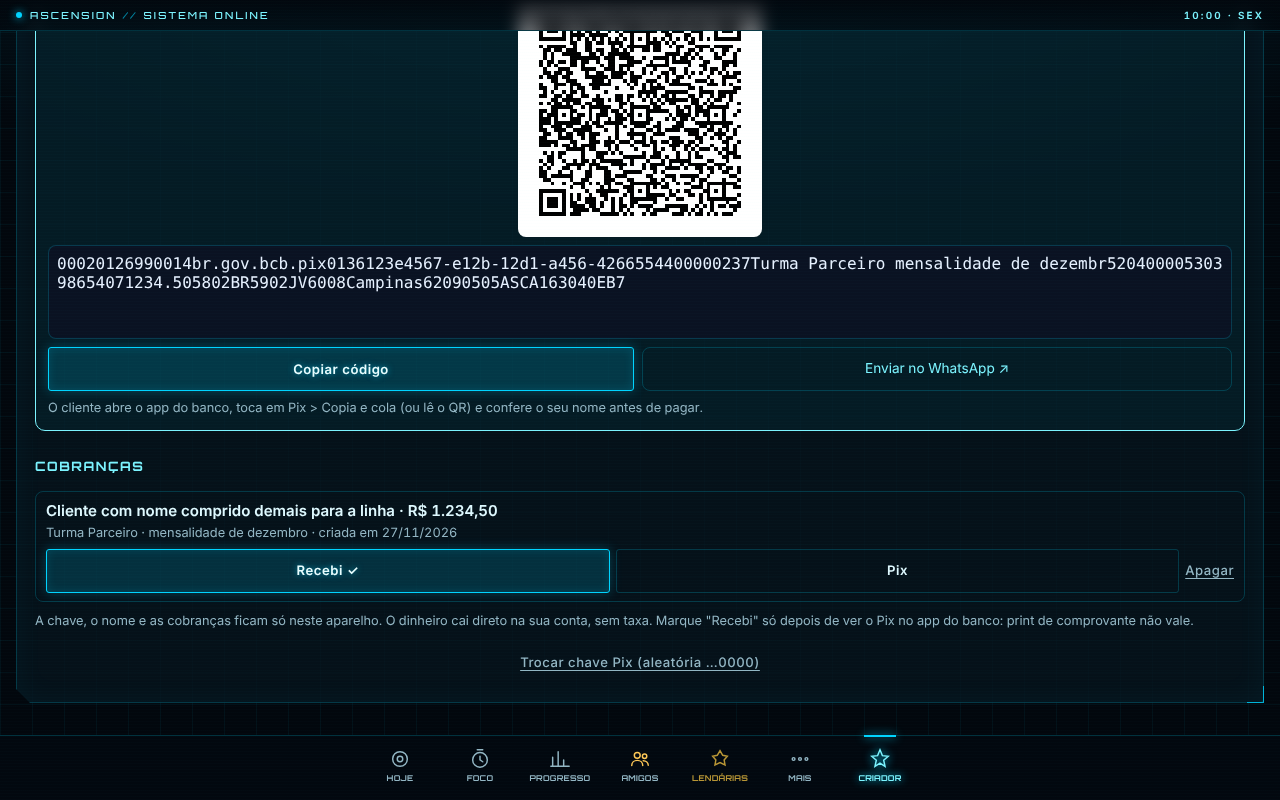 ASCENSION // SISTEMA ONLINE
10:00 · SEX
00020126990014br.gov.bcb.pix0136123e4567-e12b-12d1-a456-4266554400000237Turma Parceiro mensalidade de dezembr520400005303
98654071234.505802BR5902JV6008Campinas62090505ASCA163040EB7
Copiar código
Enviar no WhatsApp ↗
O cliente abre o app do banco, toca em Pix > Copia e cola (ou lê o QR) e confere o seu nome antes de pagar.
COBRANÇAS
Cliente com nome comprido demais para a linha · R$ 1.234,50
Turma Parceiro · mensalidade de dezembro · criada em 27/11/2026
Recebi ✓
Pix
Apagar
A chave, o nome e as cobranças ficam só neste aparelho. O dinheiro cai direto na sua conta, sem taxa. Marque "Recebi" só depois de ver o Pix no app do banco: print de comprovante não vale.
Trocar chave Pix (aleatória ...0000)
HOJE
FOCO
PROGRESSO
AMIGOS
LENDÁRIAS
MAIS
CRIADOR